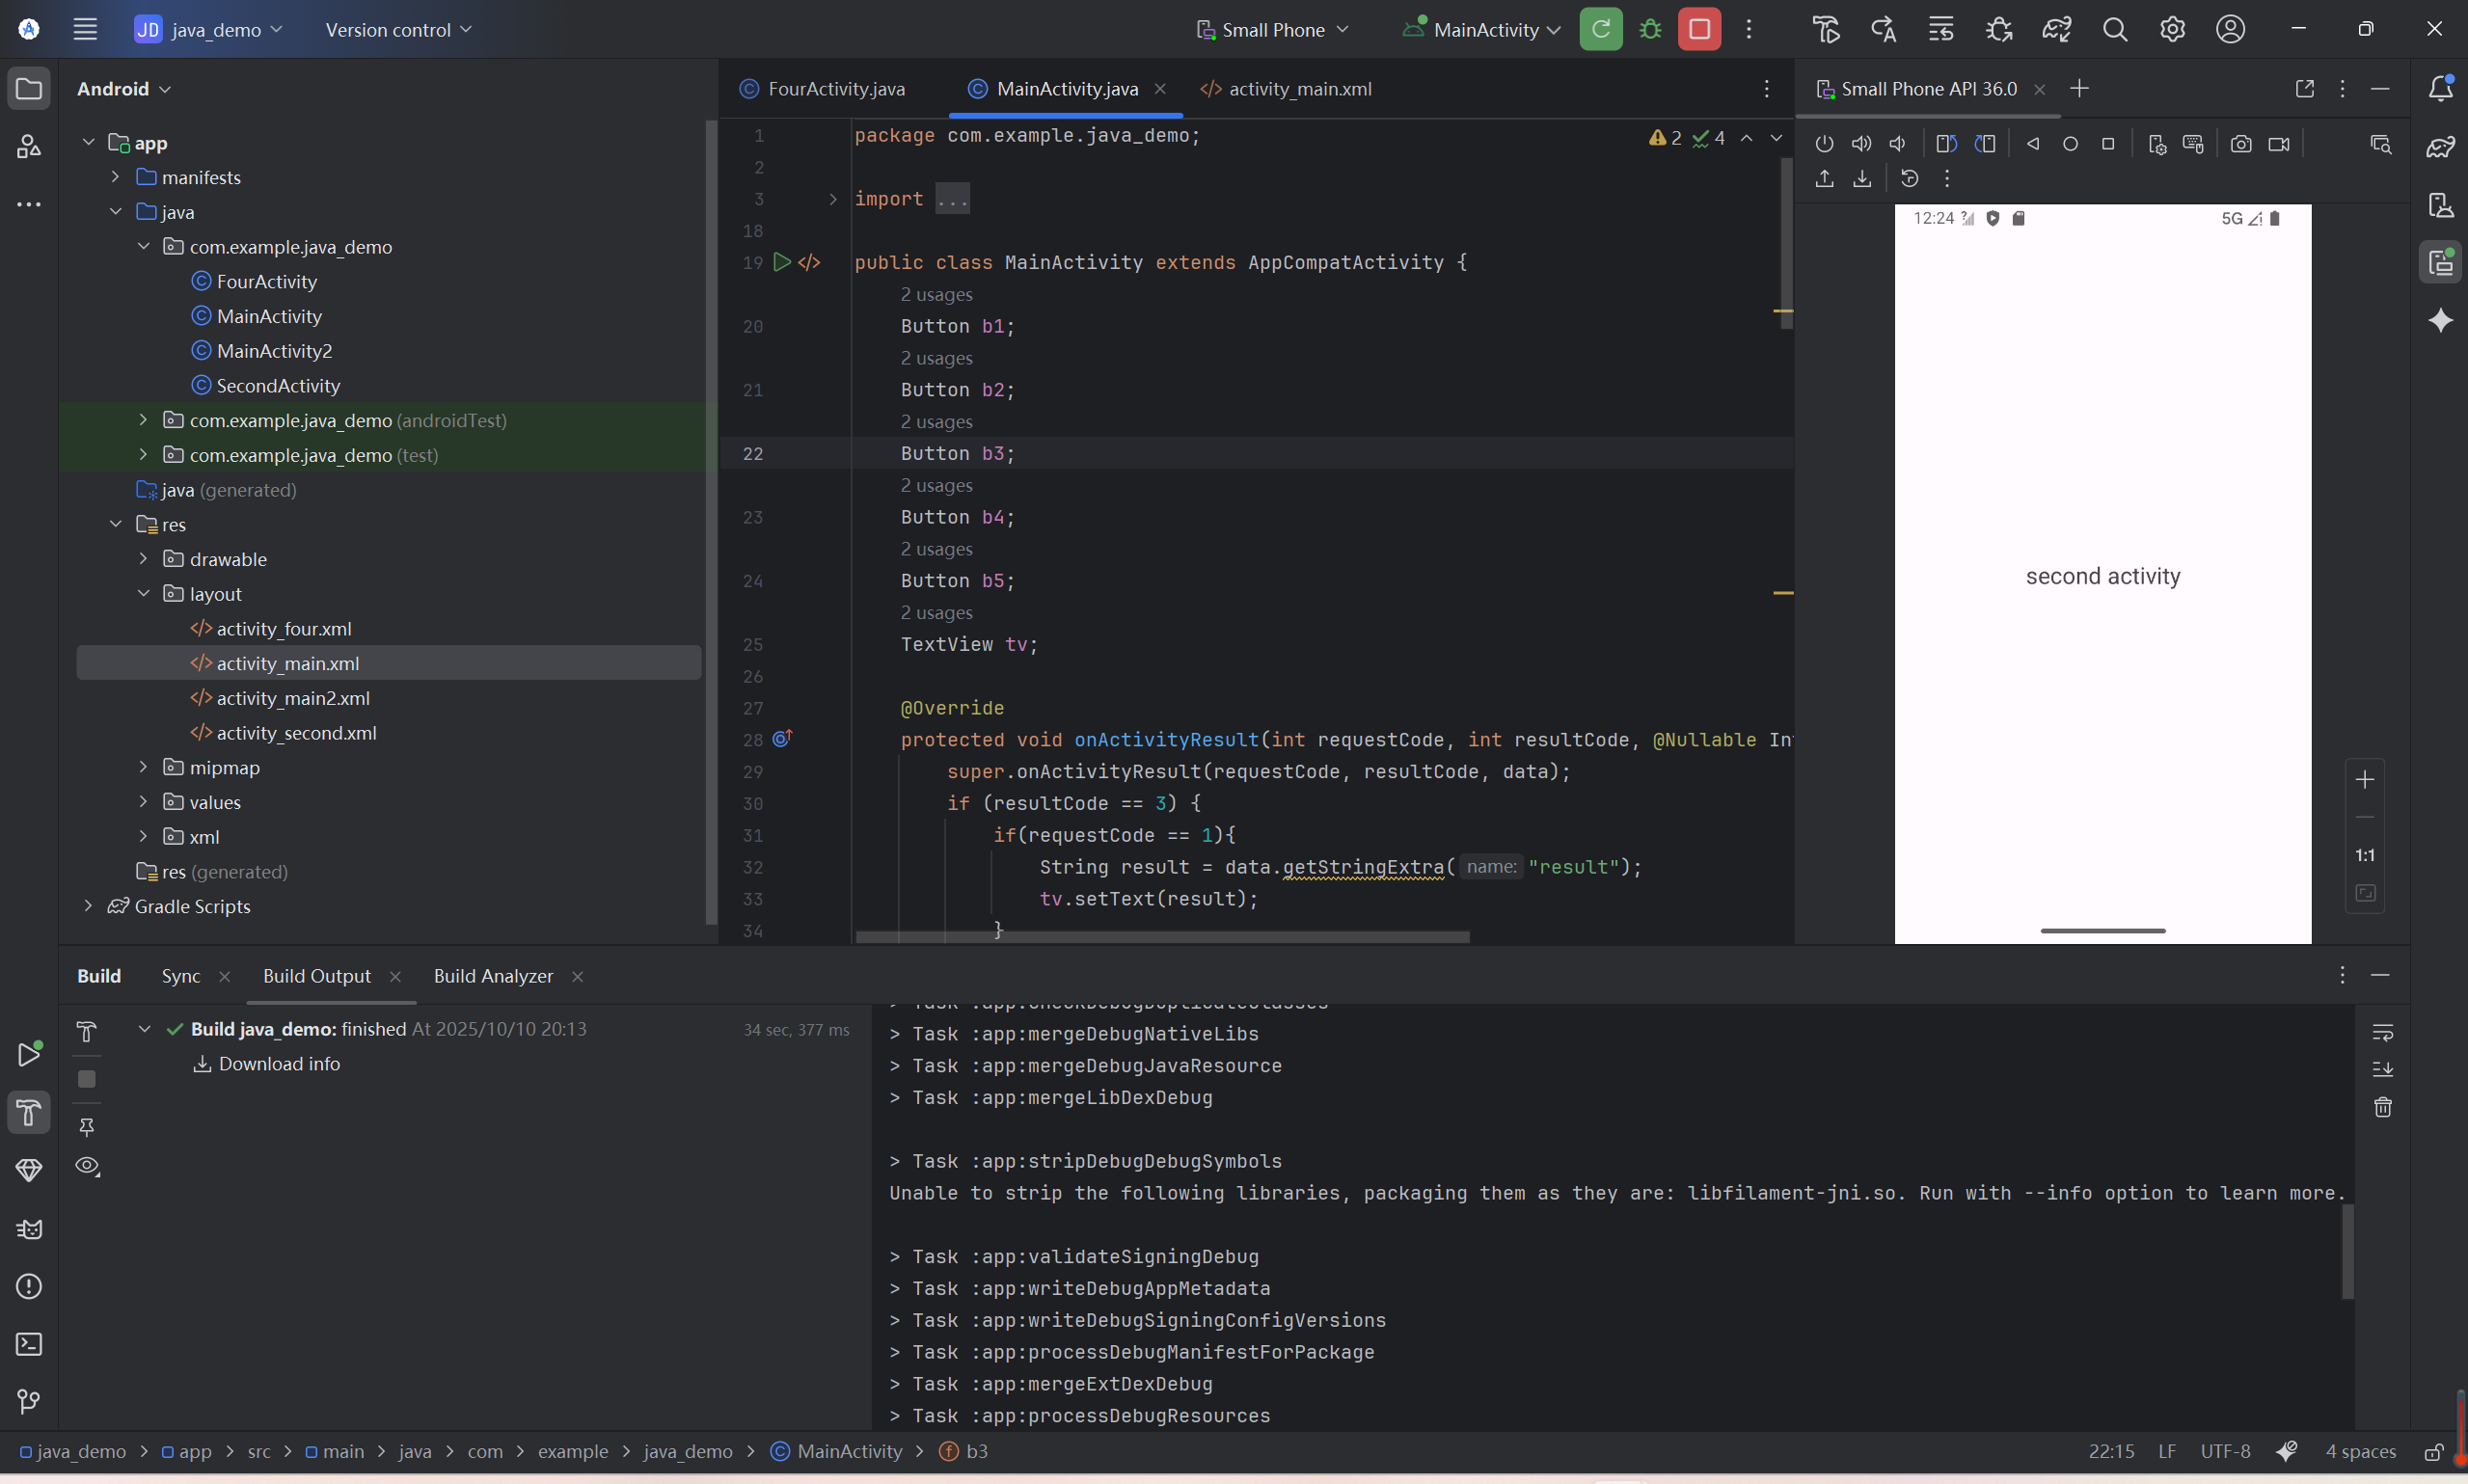 JD java_demo Version control Small Phone MainActivity
Android
app
manifests
java
com.example.java_demo
FourActivity
MainActivity
MainActivity2
SecondActivity
com.example.java_demo (androidTest)
com.example.java_demo (test)
java (generated)
res
drawable
layout
activity_four.xml
activity_main.xml
activity_main2.xml
activity_second.xml
mipmap
values
xml
res (generated)
Gradle Scripts
FourActivity.java MainActivity.java activity_main.xml
2 4
1 package com.example.java_demo;
2
3 import ...
18
19 public class MainActivity extends AppCompatActivity {
2 usages
20 Button b1;
2 usages
21 Button b2;
2 usages
22 Button b3;
2 usages
23 Button b4;
2 usages
24 Button b5;
2 usages
25 TextView tv;
26
27 @Override
28 protected void onActivityResult(int requestCode, int resultCode, @Nullable In
29 super.onActivityResult(requestCode, resultCode, data);
30 if (resultCode == 3) {
31 if(requestCode == 1){
32 String result = data.getStringExtra( name: "result");
33 tv.setText(result);
34 }
Small Phone API 36.0
12:24 5G
second activity
1:1
Build Sync Build Output Build Analyzer
Build java_demo: finished At 2025/10/10 20:13 34 sec, 377 ms
Download info
> Task :app:checkDebugDuplicateClasses
> Task :app:mergeDebugNativeLibs
> Task :app:mergeDebugJavaResource
> Task :app:mergeLibDexDebug
> Task :app:stripDebugDebugSymbols
Unable to strip the following libraries, packaging them as they are: libfilament-jni.so. Run with --info option to learn more.
> Task :app:validateSigningDebug
> Task :app:writeDebugAppMetadata
> Task :app:writeDebugSigningConfigVersions
> Task :app:processDebugManifestForPackage
> Task :app:mergeExtDexDebug
> Task :app:processDebugResources
java_demo > app > src > main > java > com > example > java_demo > MainActivity > b3 22:15 LF UTF-8 4 spaces